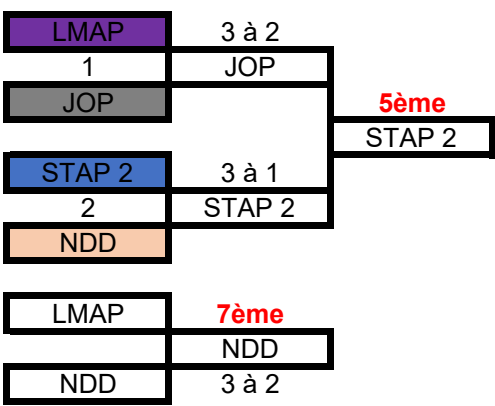 LMAP 3 à 2
1 JOP
JOP 5ème
STAP 2
STAP 2 3 à 1
2 STAP 2
NDD
LMAP 7ème
NDD
NDD 3 à 2